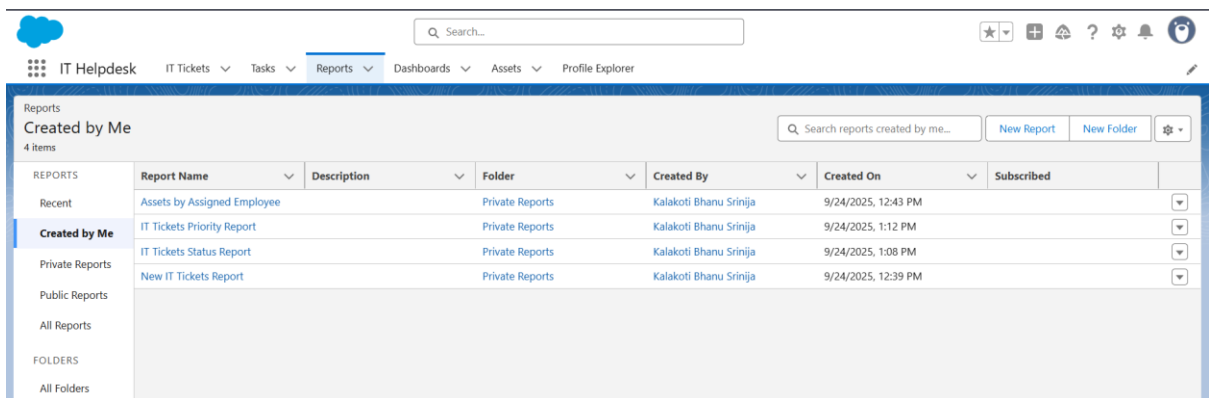 Search...
IT Helpdesk IT Tickets Tasks Reports Dashboards Assets Profile Explorer
Reports
Created by Me
4 items
Search reports created by me... New Report New Folder
REPORTS
Recent
Created by Me
Private Reports
Public Reports
All Reports
FOLDERS
All Folders
Report Name Description Folder Created By Created On Subscribed
Assets by Assigned Employee Private Reports Kalakoti Bhanu Srinija 9/24/2025, 12:43 PM
IT Tickets Priority Report Private Reports Kalakoti Bhanu Srinija 9/24/2025, 1:12 PM
IT Tickets Status Report Private Reports Kalakoti Bhanu Srinija 9/24/2025, 1:08 PM
New IT Tickets Report Private Reports Kalakoti Bhanu Srinija 9/24/2025, 12:39 PM